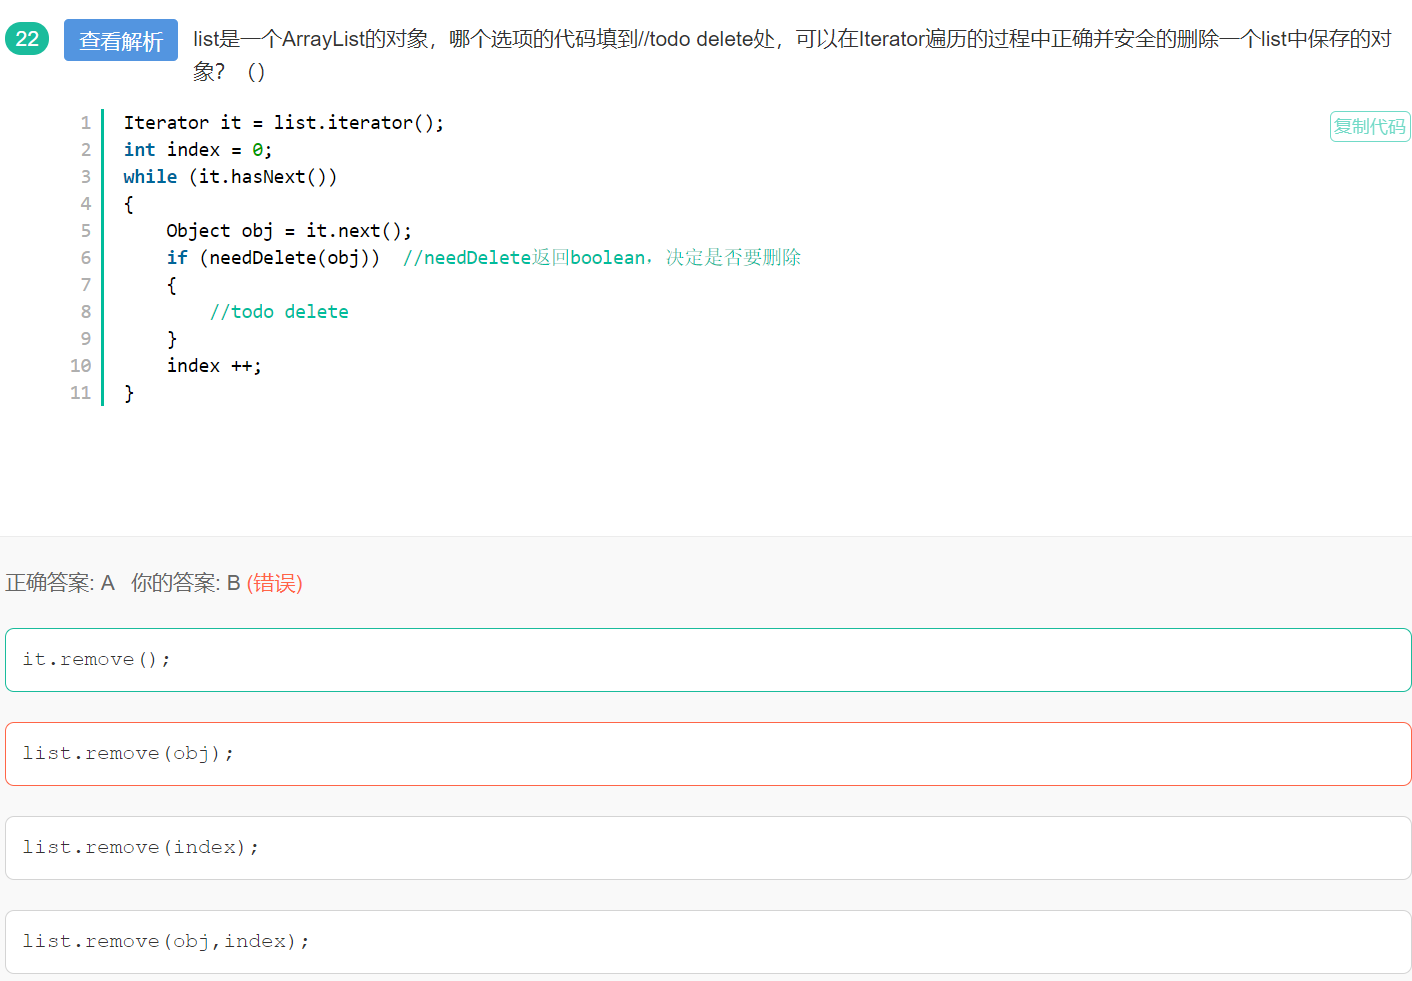 22 查看解析 list是一个ArrayList的对象，哪个选项的代码填到//todo delete处，可以在Iterator遍历的过程中正确并安全的删除一个list中保存的对
象？（）
复制代码
1 Iterator it = list.iterator();
2 int index = 0;
3 while (it.hasNext())
4 {
5     Object obj = it.next();
6     if (needDelete(obj))  //needDelete返回boolean，决定是否要删除
7     {
8         //todo delete
9     }
10     index ++;
11 }
正确答案: A 你的答案: B (错误)
it.remove();
list.remove(obj);
list.remove(index);
list.remove(obj,index);